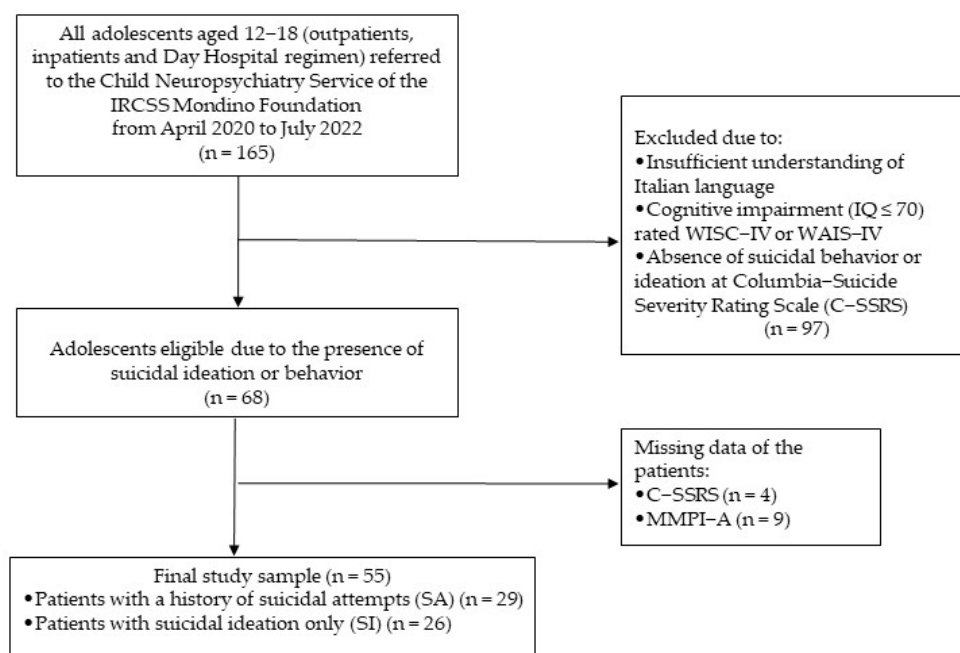 All adolescents aged 12–18 (outpatients,
inpatients and Day Hospital regimen) referred
to the Child Neuropsychiatry Service of the
IRCSS Mondino Foundation
from April 2020 to July 2022
(n = 165)
Excluded due to:
•Insufficient understanding of
Italian language
•Cognitive impairment (IQ ≤ 70)
rated WISC–IV or WAIS–IV
•Absence of suicidal behavior or
ideation at Columbia–Suicide
Severity Rating Scale (C–SSRS)
(n = 97)
Adolescents eligible due to the presence of
suicidal ideation or behavior
(n = 68)
Missing data of the
patients:
•C–SSRS (n = 4)
•MMPI–A (n = 9)
Final study sample (n = 55)
•Patients with a history of suicidal attempts (SA) (n = 29)
•Patients with suicidal ideation only (SI) (n = 26)